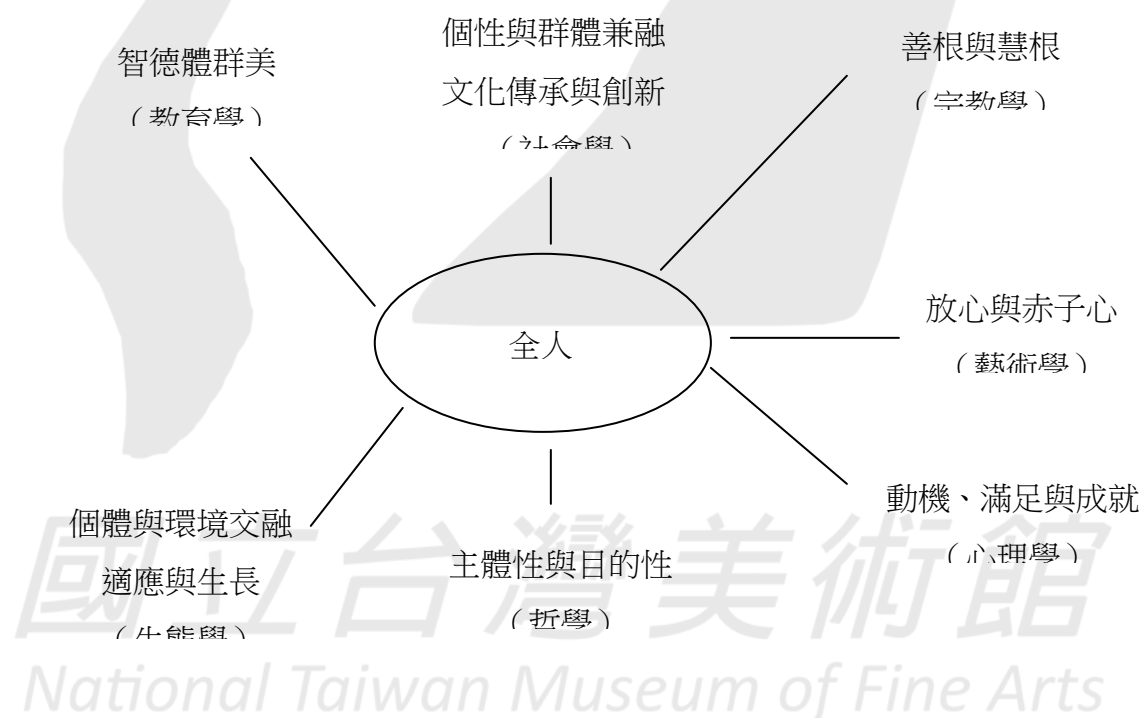 智德體群美
（教育學）
個性與群體兼融
文化傳承與創新
（社會學）
善根與慧根
（宗教學）
全人
放心與赤子心
（藝術學）
個體與環境交融
適應與生長
（生態學）
主體性與目的性
（哲學）
動機、滿足與成就
（心理學）
國立台灣美術館
National Taiwan Museum of Fine Arts